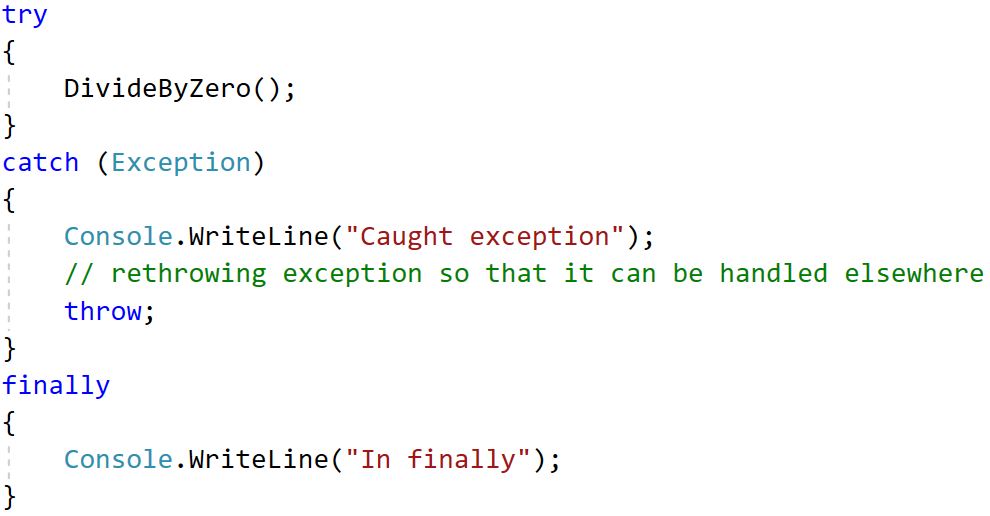 try
{
    DivideByZero();
}
catch (Exception)
{
    Console.WriteLine("Caught exception");
    // rethrowing exception so that it can be handled elsewhere
    throw;
}
finally
{
    Console.WriteLine("In finally");
}